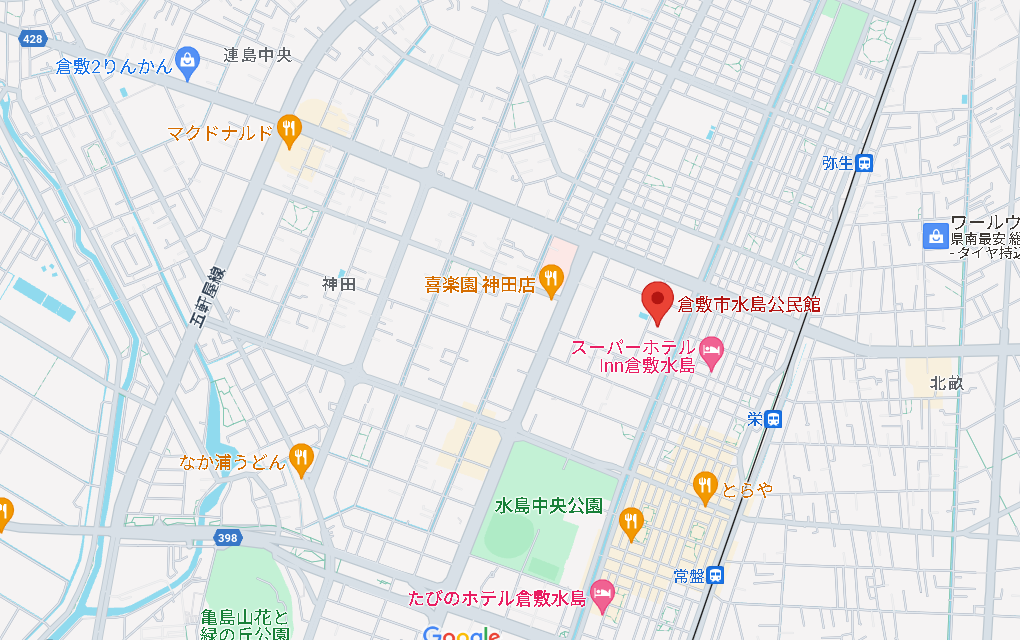 428
倉敷2りんかん
連島中央
マクドナルド
弥生
ワールウ
県南最安 総
- タイヤ持込
五軒屋線
神田
喜楽園 神田店
倉敷市水島公民館
スーパーホテル
Inn倉敷水島
北畝
栄
なか浦うどん
とらや
水島中央公園
398
常盤
たびのホテル倉敷水島
亀島山花と
緑の丘公園
Google